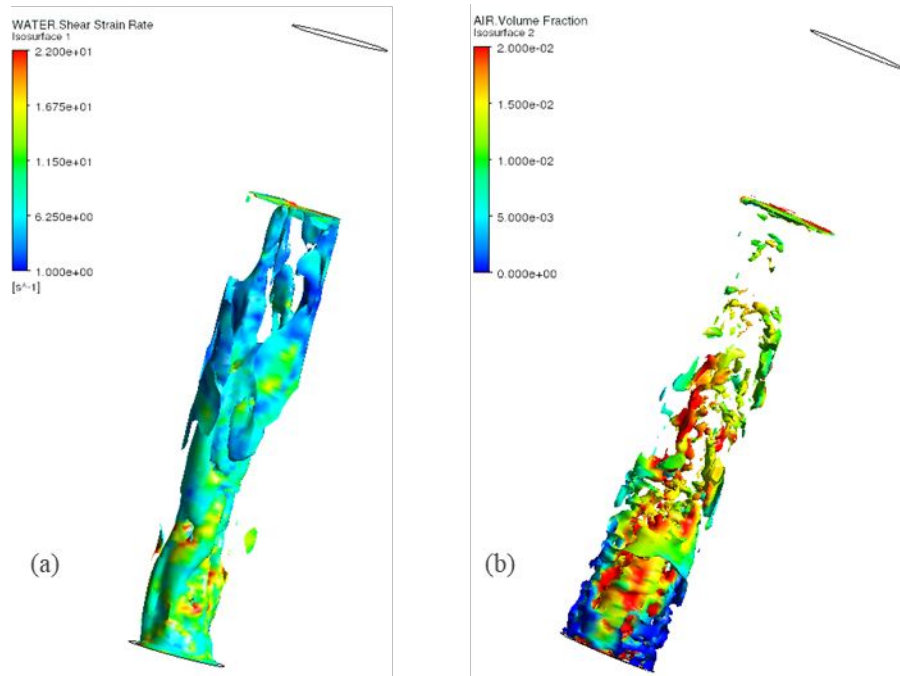 WATER.Shear Strain Rate
Isosurface 1
2.200e+01
1.675e+01
1.150e+01
6.250e+00
1.000e+00
[s^-1]
(a)
AIR.Volume Fraction
Isosurface 2
2.000e-02
1.500e-02
1.000e-02
5.000e-03
0.000e+00
(b)